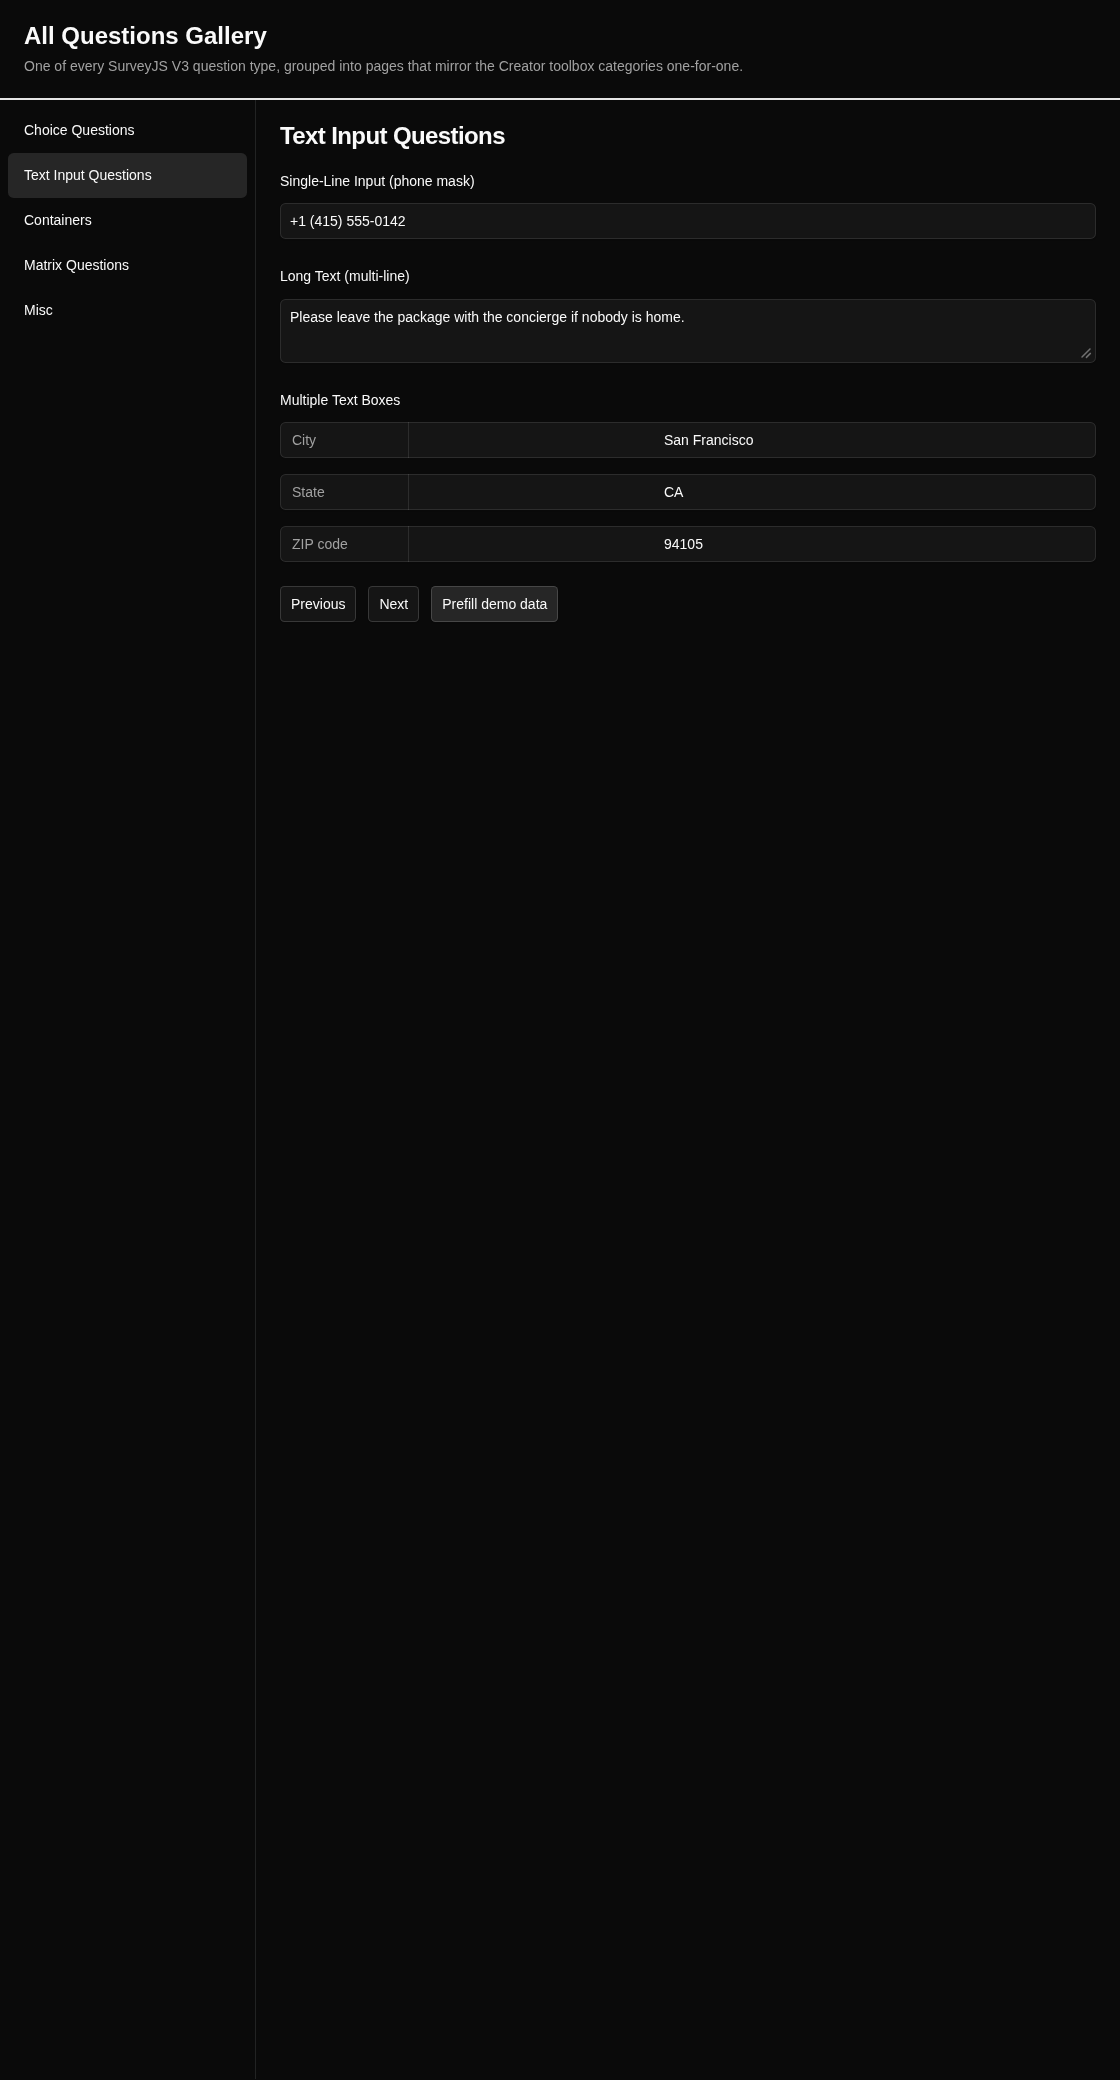 All Questions Gallery
One of every SurveyJS V3 question type, grouped into pages that mirror the Creator toolbox categories one-for-one.
Choice Questions
Text Input Questions
Containers
Matrix Questions
Misc
Text Input Questions
Single-Line Input (phone mask)
+1 (415) 555-0142
Long Text (multi-line)
Please leave the package with the concierge if nobody is home.
Multiple Text Boxes
City San Francisco
State CA
ZIP code 94105
Previous Next Prefill demo data